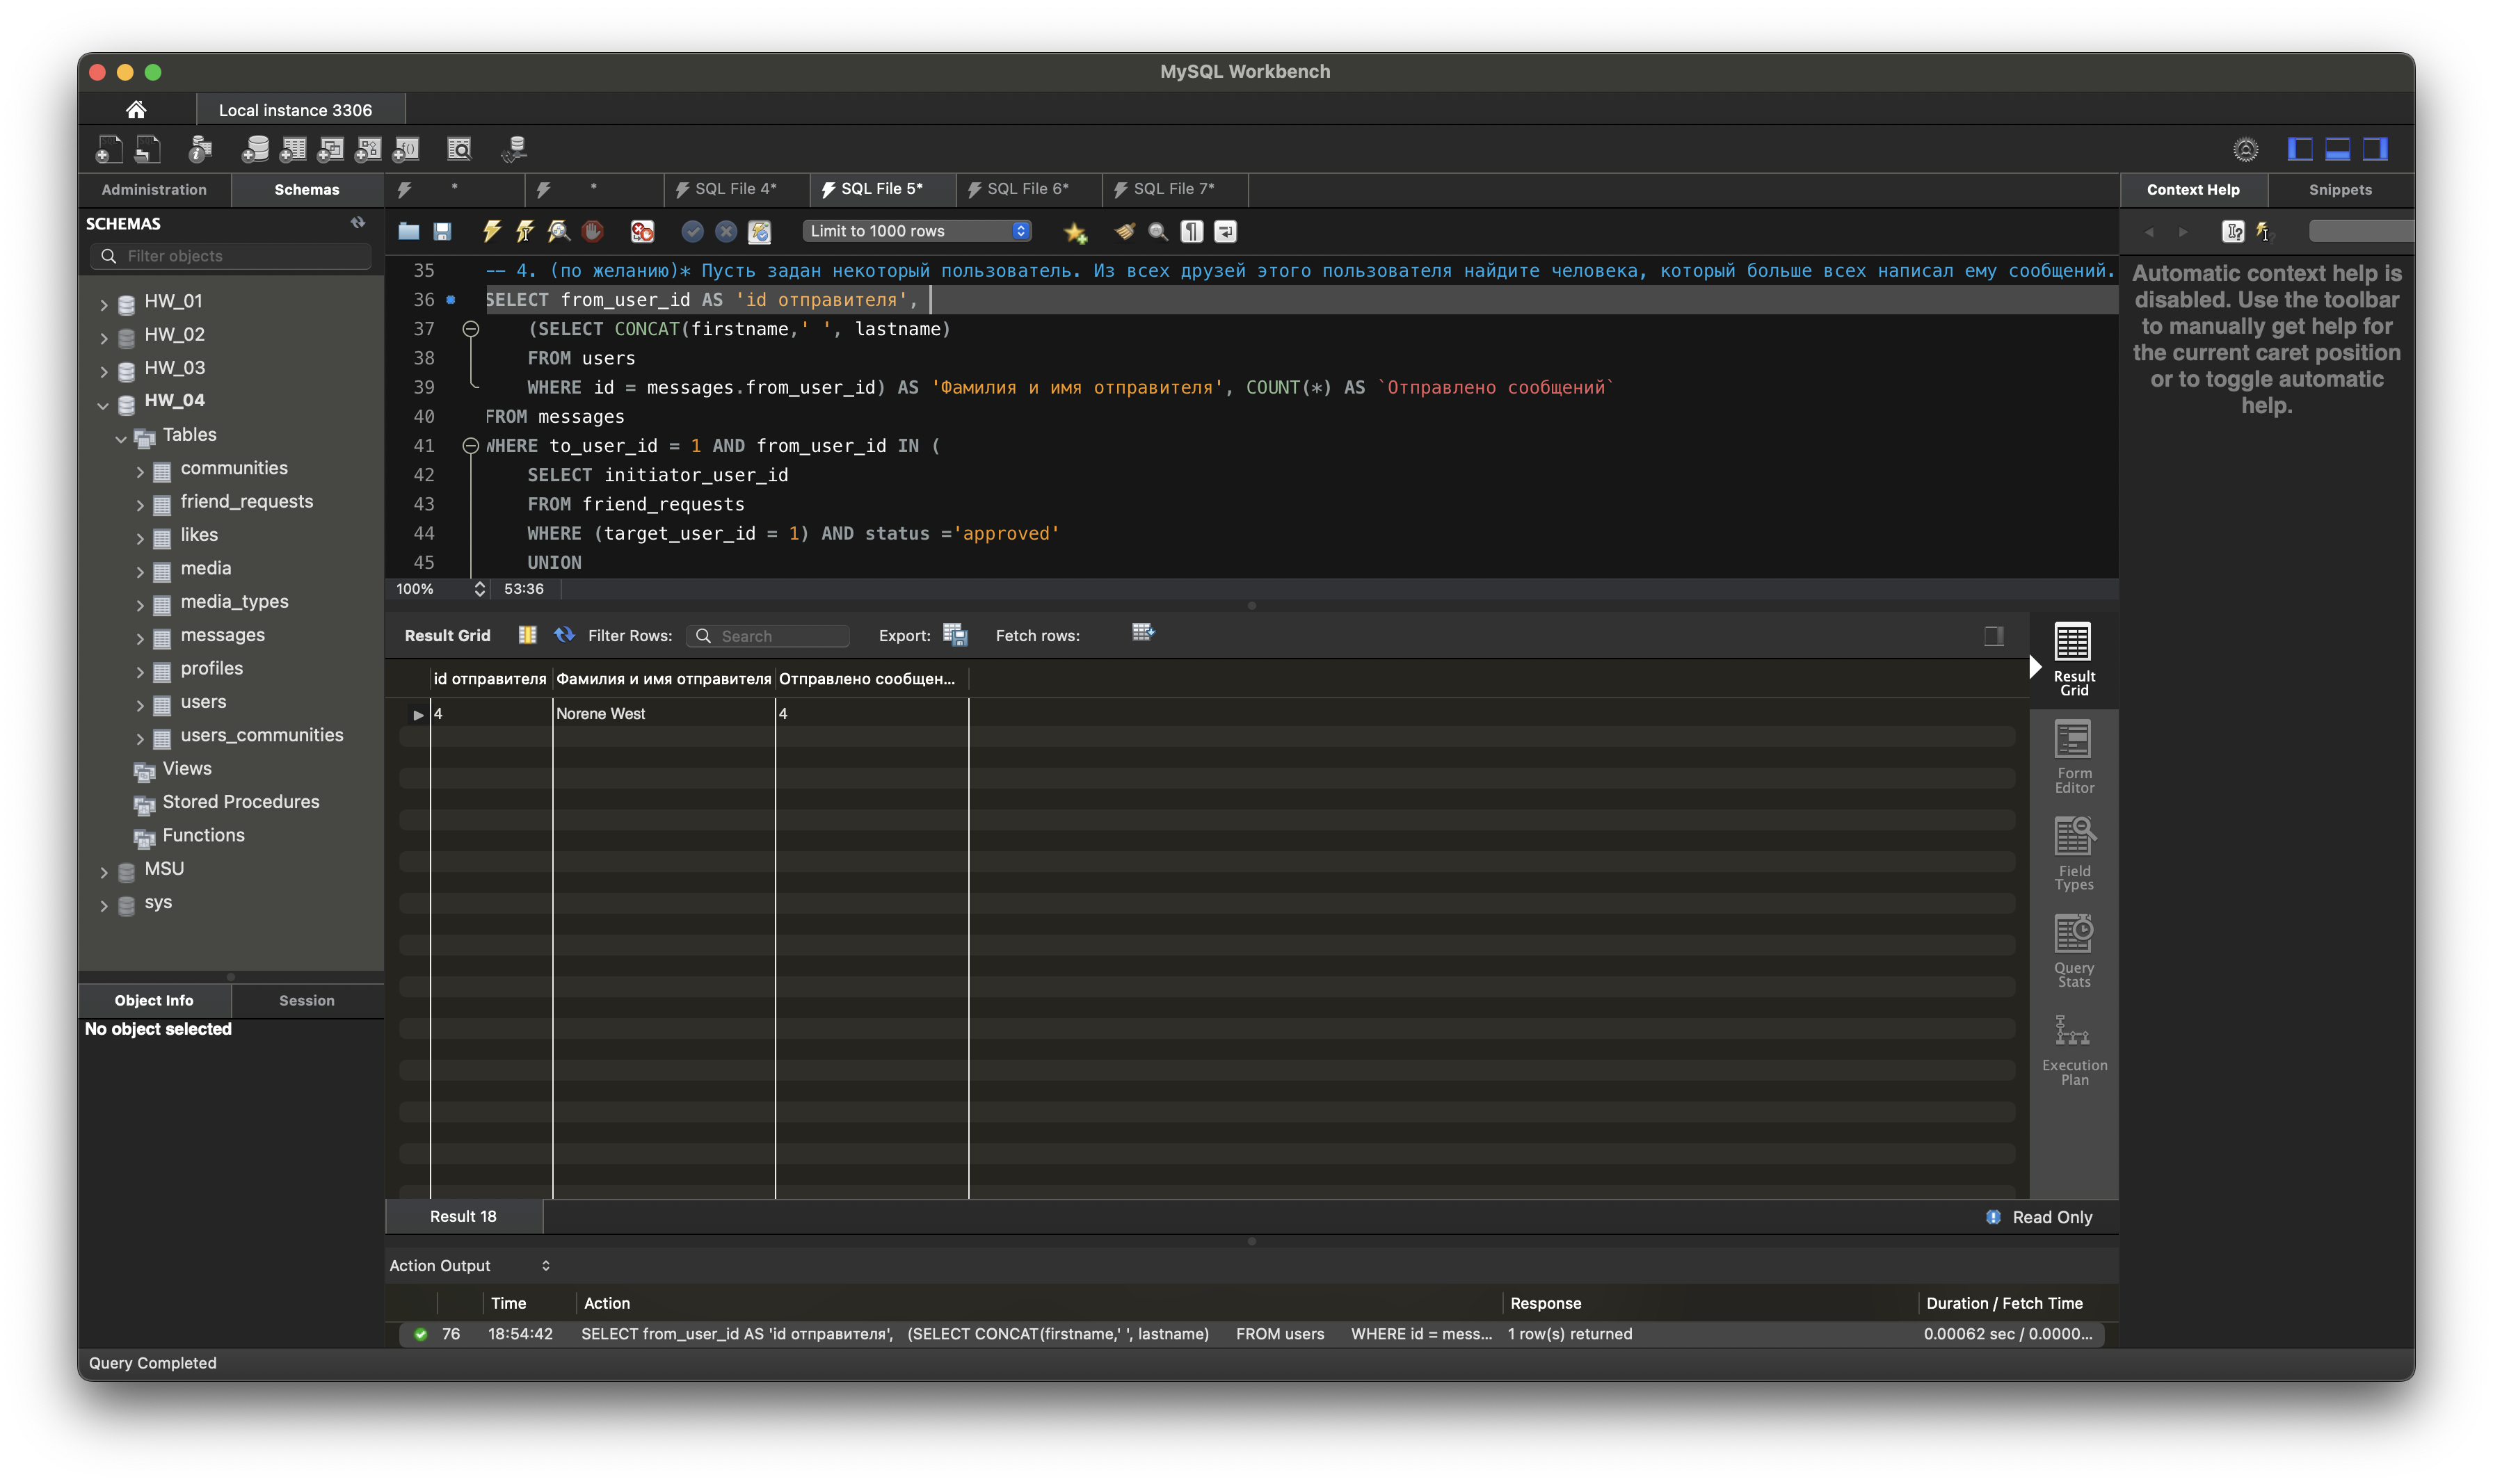 MySQL Workbench
Local instance 3306
Administration
Schemas
* * SQL File 4* SQL File 5* SQL File 6* SQL File 7*
Context Help
Snippets
SCHEMAS
Filter objects
HW_01
HW_02
HW_03
HW_04
Tables
communities
friend_requests
likes
media
media_types
messages
profiles
users
users_communities
Views
Stored Procedures
Functions
MSU
sys
Object Info
Session
No object selected
Limit to 1000 rows
35 -- 4. (по желанию)* Пусть задан некоторый пользователь. Из всех друзей этого пользователя найдите человека, который больше всех написал ему сообщений.
36 SELECT from_user_id AS 'id отправителя',
37 (SELECT CONCAT(firstname,' ', lastname)
38 FROM users
39 WHERE id = messages.from_user_id) AS 'Фамилия и имя отправителя', COUNT(*) AS `Отправлено сообщений`
40 FROM messages
41 WHERE to_user_id = 1 AND from_user_id IN (
42 SELECT initiator_user_id
43 FROM friend_requests
44 WHERE (target_user_id = 1) AND status ='approved'
45 UNION
100% 53:36
Automatic context help is
disabled. Use the toolbar
to manually get help for
the current caret position
or to toggle automatic
help.
Result Grid Filter Rows: Search Export: Fetch rows:
id отправителя Фамилия и имя отправителя Отправлено сообщен...
4 Norene West 4
Result
Grid
Form
Editor
Field
Types
Query
Stats
Execution
Plan
Result 18
Read Only
Action Output
Time Action Response Duration / Fetch Time
76 18:54:42 SELECT from_user_id AS 'id отправителя', (SELECT CONCAT(firstname,' ', lastname) FROM users WHERE id = mess... 1 row(s) returned 0.00062 sec / 0.0000...
Query Completed